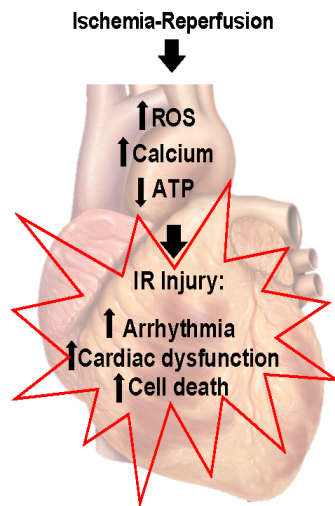 Ischemia-Reperfusion
ROS
Calcium
ATP
IR Injury:
Arrhythmia
Cardiac dysfunction
Cell death